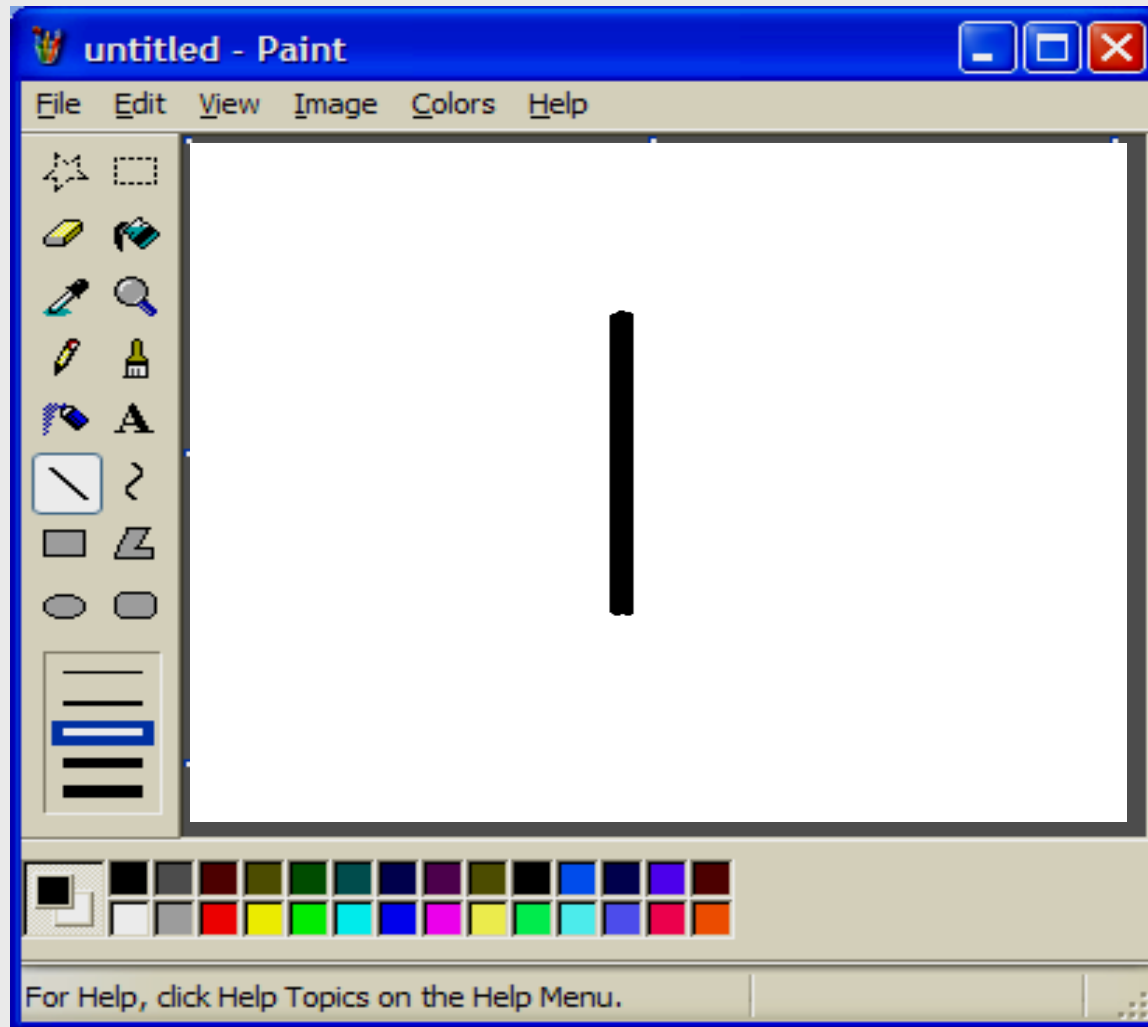 untitled - Paint
File Edit View Image Colors Help
A
For Help, click Help Topics on the Help Menu.